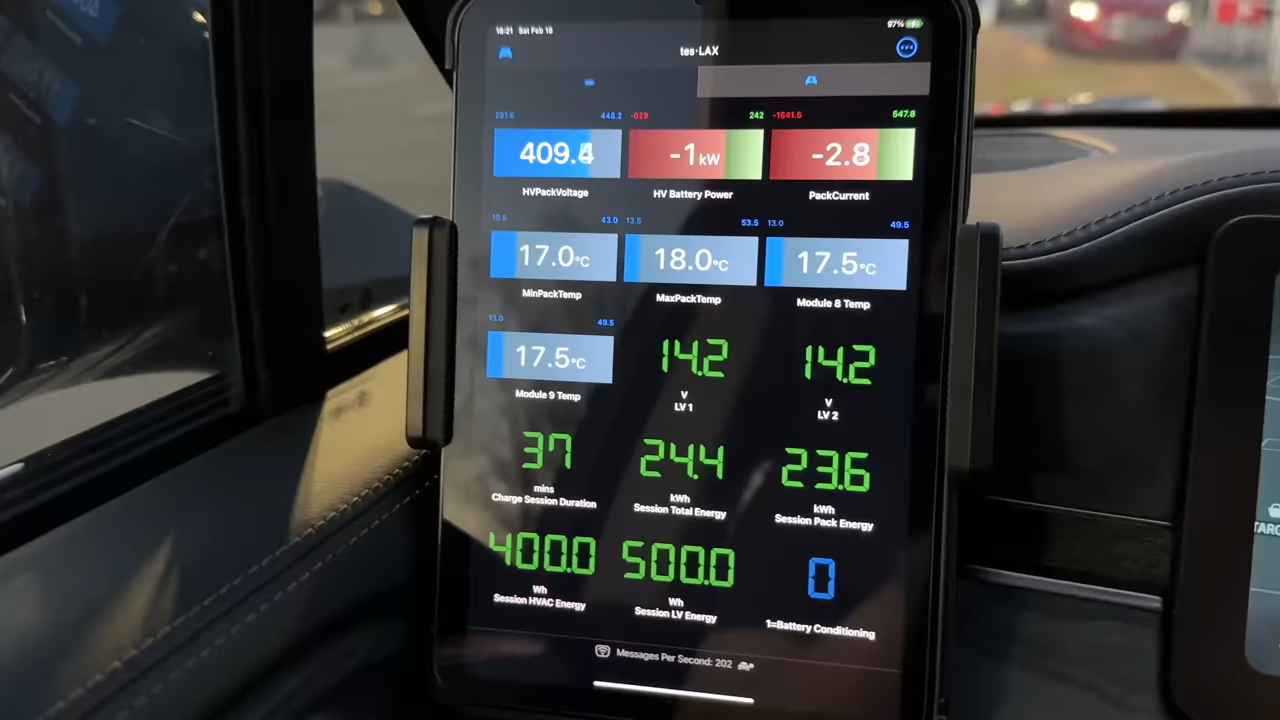 18:21 Sat Feb 18 97%
tes·LAX
291.6 448.2 -629 242 -1641.5 547.8
409.4 -1kW -2.8
HVPackVoltage HV Battery Power PackCurrent
10.5 43.0 13.5 53.5 13.0 49.5
17.0°C 18.0°C 17.5°C
MinPackTemp MaxPackTemp Module 8 Temp
13.0 49.5
17.5°C 14.2 14.2
V V
Module 9 Temp LV 1 LV 2
37 24.4 23.6
mins kWh kWh
Charge Session Duration Session Total Energy Session Pack Energy
400.0 500.0 0
Wh Wh
Session HVAC Energy Session LV Energy 1=Battery Conditioning
Messages Per Second: 202